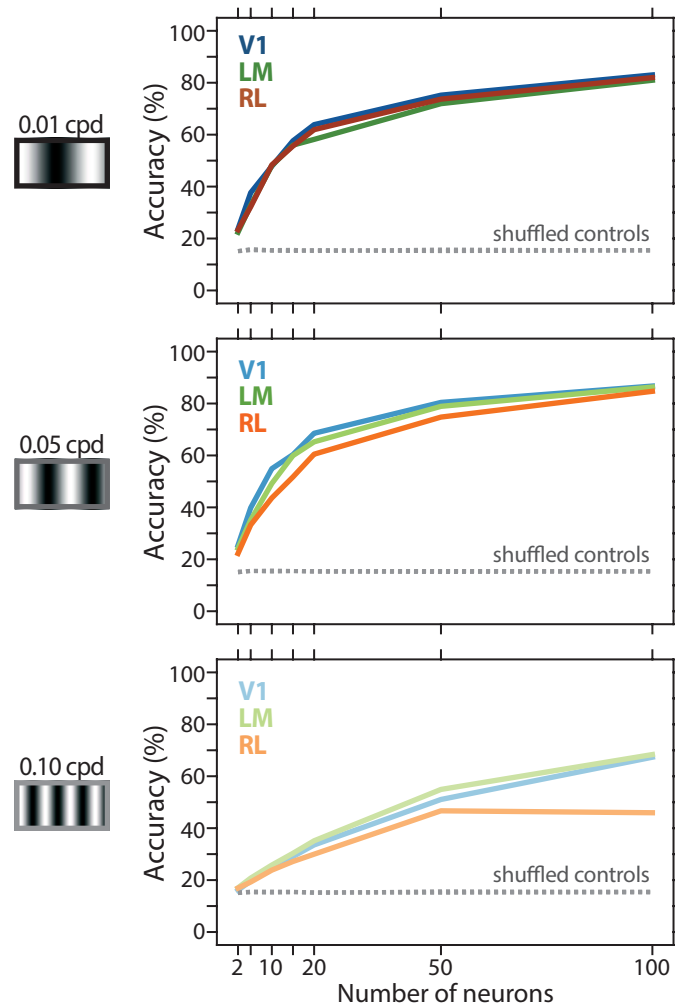 100
80
60
40
20
0
Accuracy (%)
V1
LM
RL
0.01 cpd
shuffled controls
100
80
60
40
20
0
Accuracy (%)
V1
LM
RL
0.05 cpd
shuffled controls
100
80
60
40
20
0
Accuracy (%)
V1
LM
RL
0.10 cpd
shuffled controls
2 10 20 50 100
Number of neurons